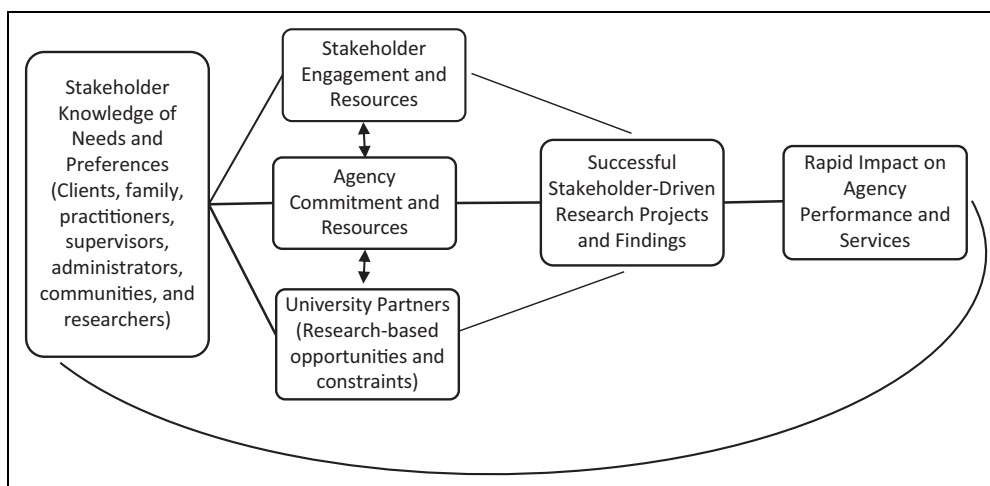 Stakeholder
Knowledge of
Needs and
Preferences
(Clients, family,
practitioners,
supervisors,
administrators,
communities, and
researchers)
Stakeholder
Engagement and
Resources
Agency
Commitment and
Resources
University Partners
(Research-based
opportunities and
constraints)
Successful
Stakeholder-Driven
Research Projects
and Findings
Rapid Impact on
Agency
Performance and
Services